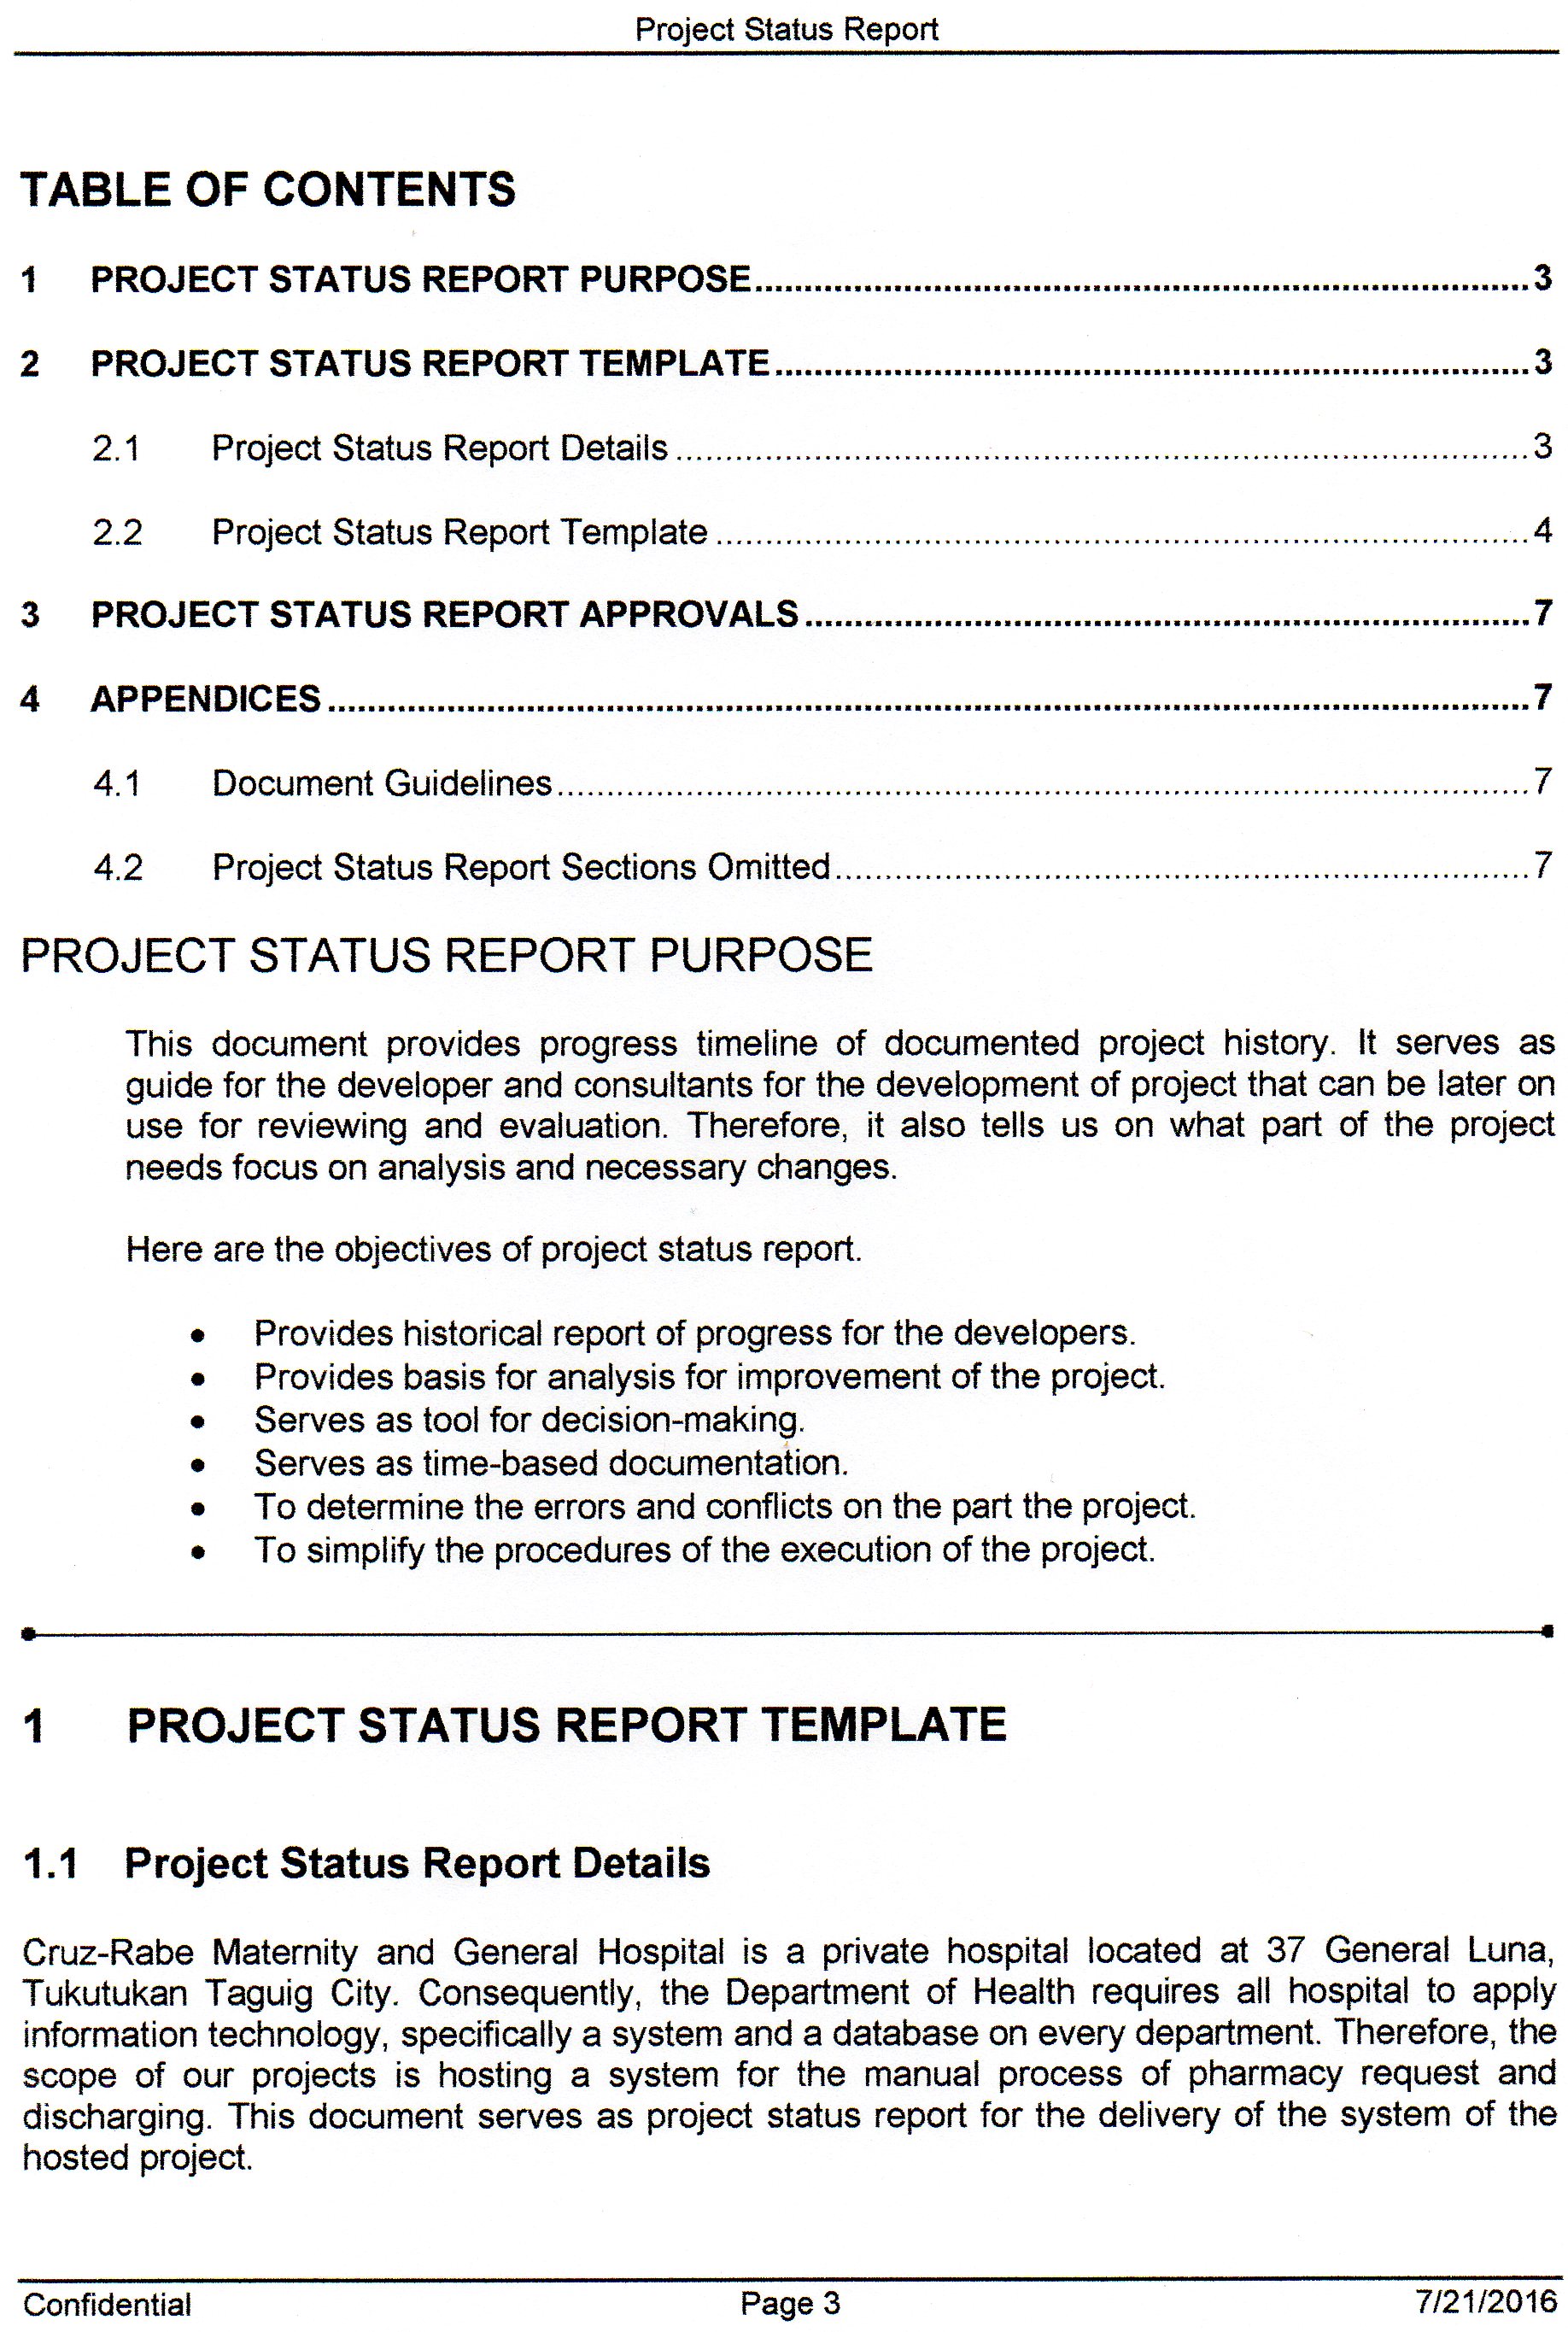 Project Status Report
TABLE OF CONTENTS
1 PROJECT STATUS REPORT PURPOSE........................................................................3
2 PROJECT STATUS REPORT TEMPLATE........................................................................3
2.1 Project Status Report Details........................................................................3
2.2 Project Status Report Template........................................................................4
3 PROJECT STATUS REPORT APPROVALS........................................................................7
4 APPENDICES........................................................................7
4.1 Document Guidelines........................................................................7
4.2 Project Status Report Sections Omitted........................................................................7
PROJECT STATUS REPORT PURPOSE
This document provides progress timeline of documented project history. It serves as
guide for the developer and consultants for the development of project that can be later on
use for reviewing and evaluation. Therefore, it also tells us on what part of the project
needs focus on analysis and necessary changes.
Here are the objectives of project status report.
• Provides historical report of progress for the developers.
• Provides basis for analysis for improvement of the project.
• Serves as tool for decision-making.
• Serves as time-based documentation.
• To determine the errors and conflicts on the part the project.
• To simplify the procedures of the execution of the project.
1 PROJECT STATUS REPORT TEMPLATE
1.1 Project Status Report Details
Cruz-Rabe Maternity and General Hospital is a private hospital located at 37 General Luna,
Tukutukan Taguig City. Consequently, the Department of Health requires all hospital to apply
information technology, specifically a system and a database on every department. Therefore, the
scope of our projects is hosting a system for the manual process of pharmacy request and
discharging. This document serves as project status report for the delivery of the system of the
hosted project.
Confidential Page 3 7/21/2016